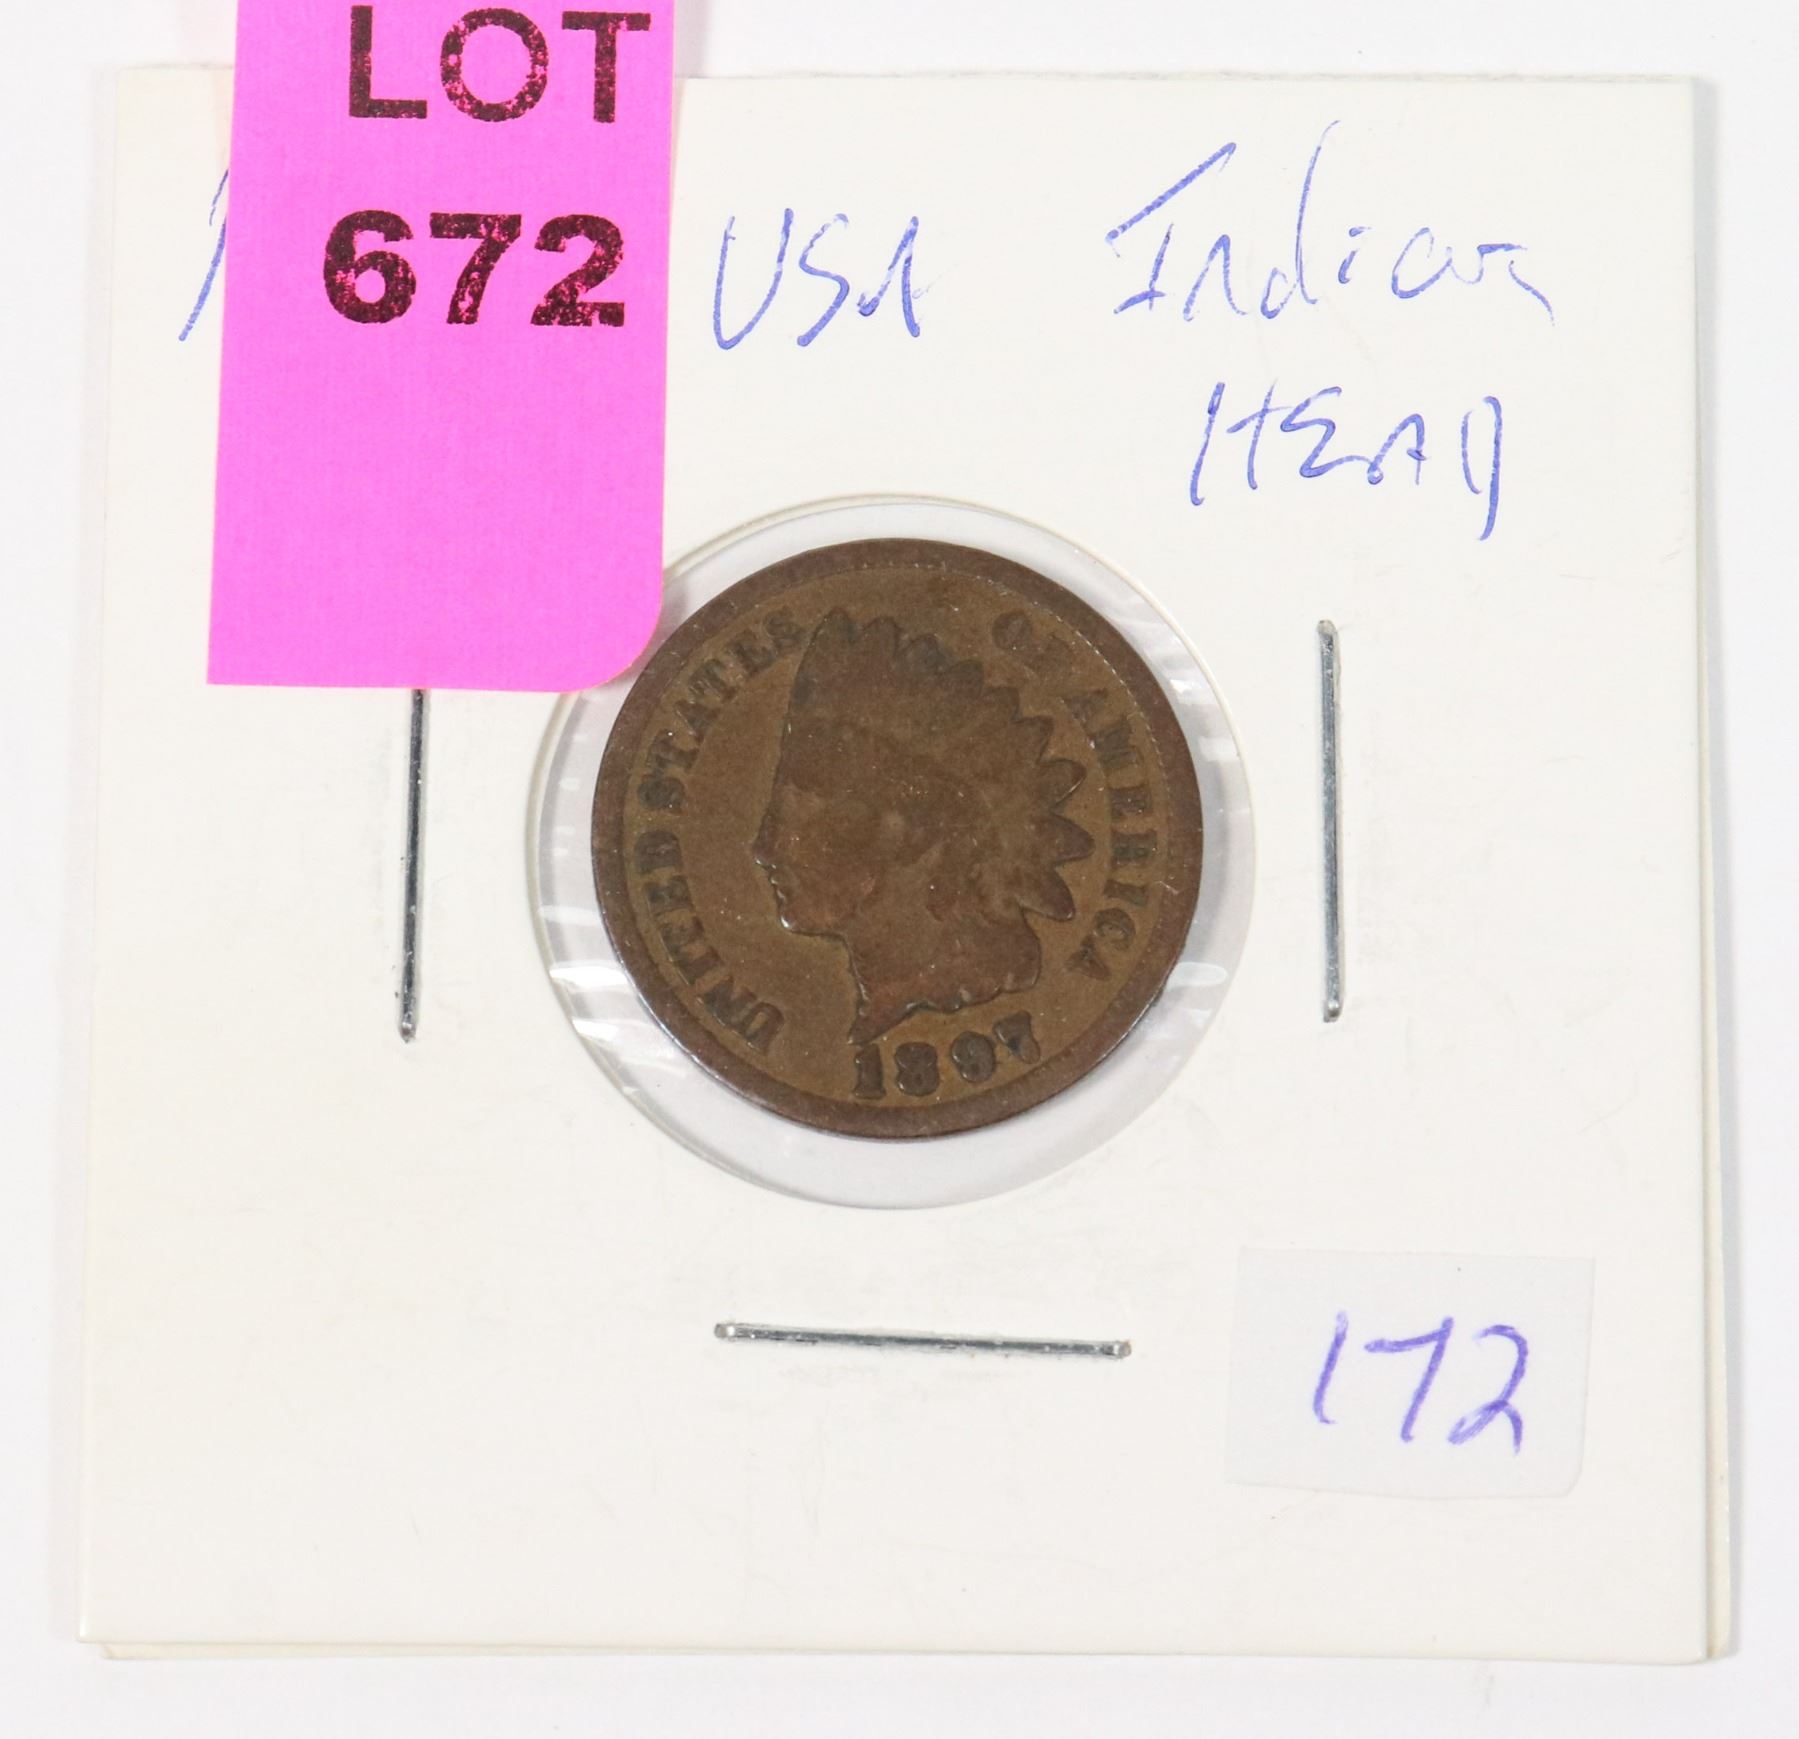 LOT
672
USA Indian
HEAD
UNITED STATES OF AMERICA
1897
172